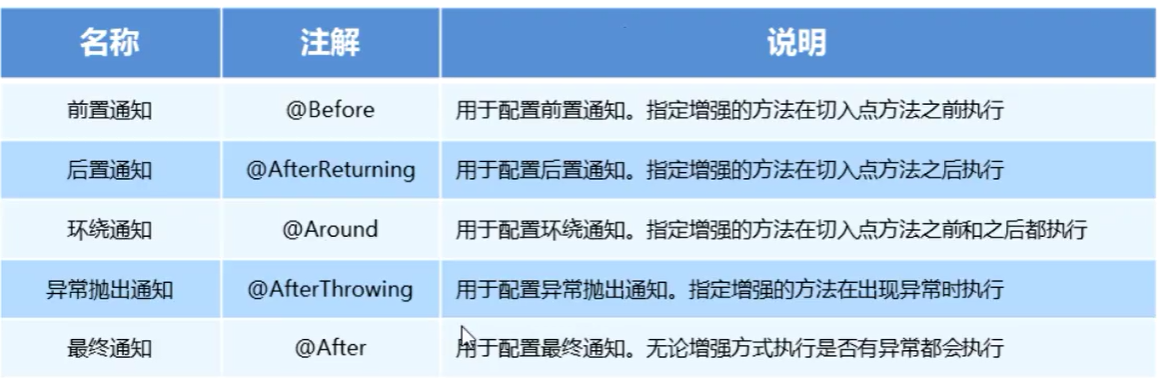 名称 注解 说明
前置通知 @Before 用于配置前置通知。指定增强的方法在切入点方法之前执行
后置通知 @AfterReturning 用于配置后置通知。指定增强的方法在切入点方法之后执行
环绕通知 @Around 用于配置环绕通知。指定增强的方法在切入点方法之前和之后都执行
异常抛出通知 @AfterThrowing 用于配置异常抛出通知。指定增强的方法在出现异常时执行
最终通知 @After 用于配置最终通知。无论增强方式执行是否有异常都会执行